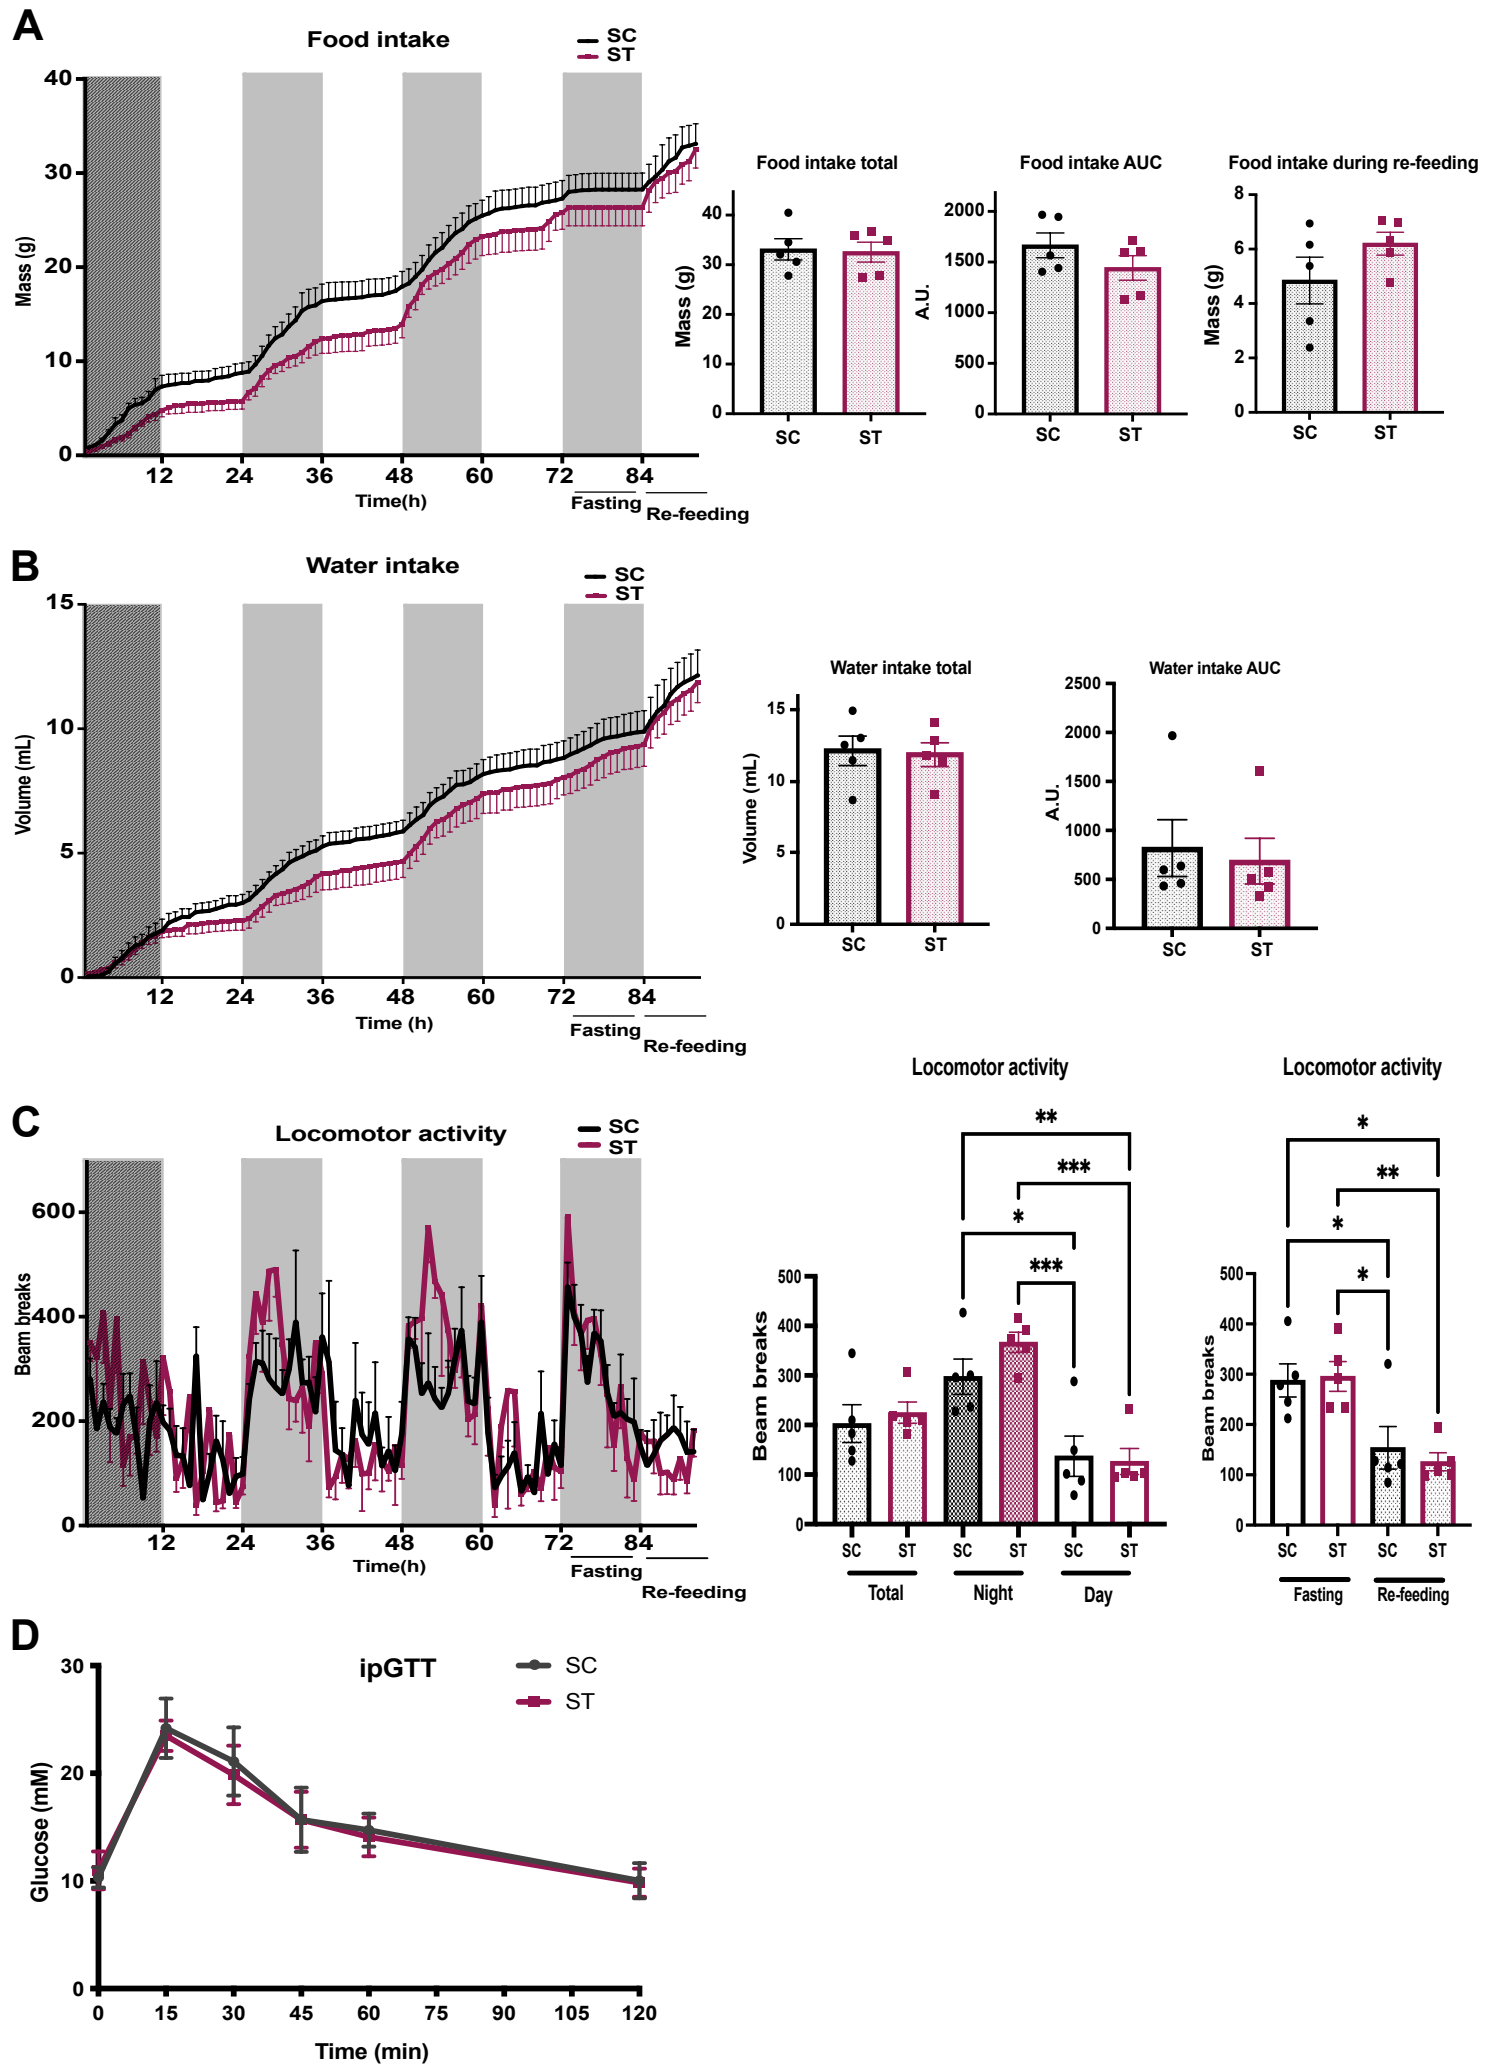 A
Food intake
SC
ST
40
30
20
10
0
Mass (g)
12 24 36 48 60 72 84
Time(h)
Fasting
Re-feeding
Food intake total
Mass (g)
40
30
20
10
0
SC ST
Food intake AUC
A.U.
2000
1500
1000
500
0
SC ST
Food intake during re-feeding
Mass (g)
8
6
4
2
0
SC ST
B
Water intake
SC
ST
15
10
5
0
Volume (mL)
12 24 36 48 60 72 84
Time (h)
Fasting
Re-feeding
Water intake total
Volume (mL)
15
10
5
0
SC ST
Water intake AUC
A.U.
2500
2000
1500
1000
500
0
SC ST
C
Locomotor activity
SC
ST
600
400
200
0
Beam breaks
12 24 36 48 60 72 84
Time(h)
Fasting
Re-feeding
Locomotor activity
**
***
*
***
Beam breaks
500
400
300
200
100
0
SC ST SC ST SC ST
Total Night Day
Locomotor activity
*
**
*
*
Beam breaks
500
400
300
200
100
0
SC ST SC ST
Fasting Re-feeding
D
ipGTT
SC
ST
30
20
10
0
Glucose (mM)
0 15 30 45 60 75 90 105 120
Time (min)